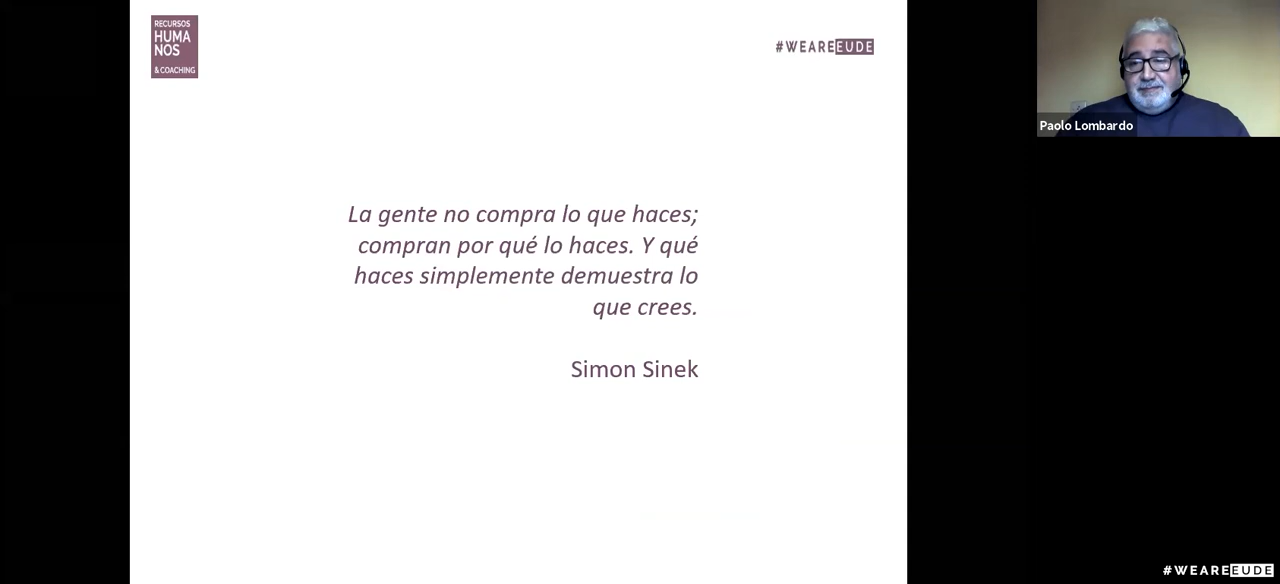 RECURSOS
HUMA
NOS
& COACHING
#WEAREEUDE
Paolo Lombardo
La gente no compra lo que haces;
compran por qué lo haces. Y qué
haces simplemente demuestra lo
que crees.
Simon Sinek
#WEAREEUDE